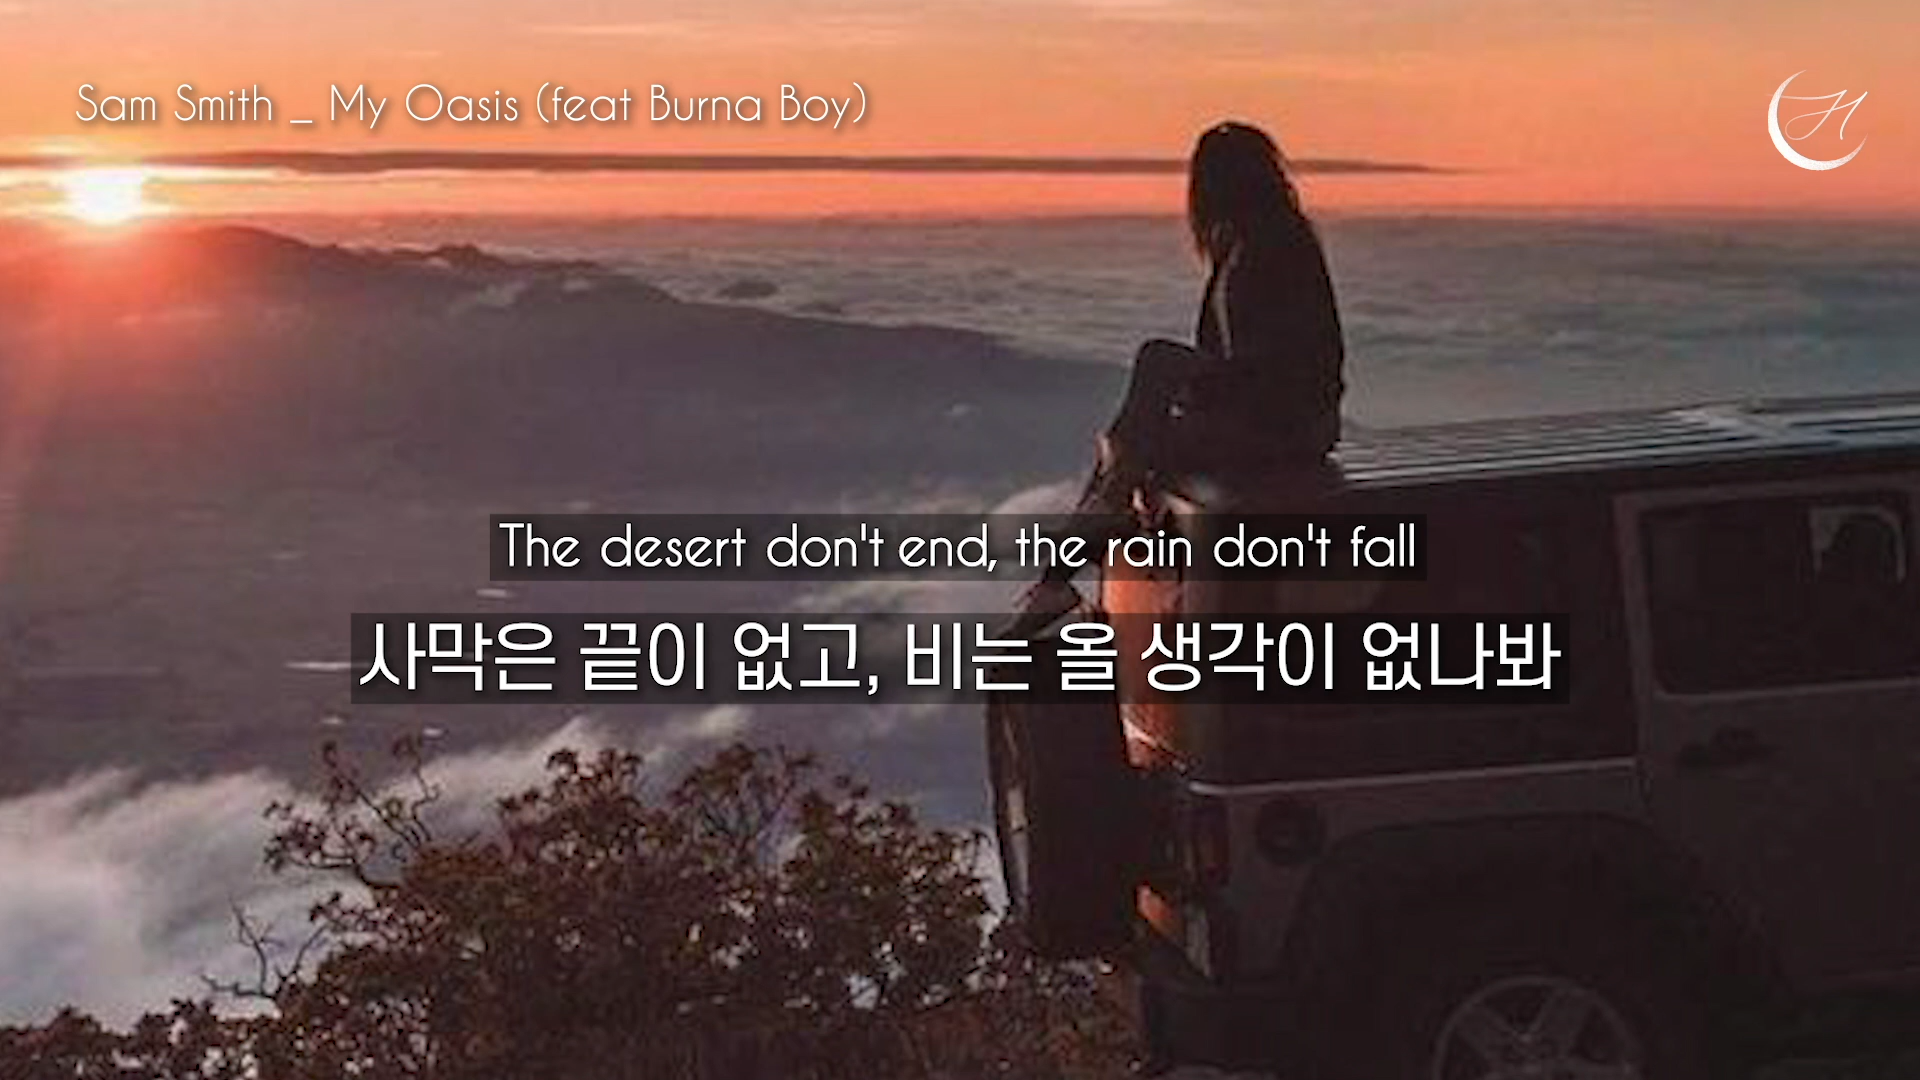 Sam Smith _ My Oasis (feat Burna Boy)
The desert don't end, the rain don't fall
사막은 끝이 없고, 비는 올 생각이 없나봐